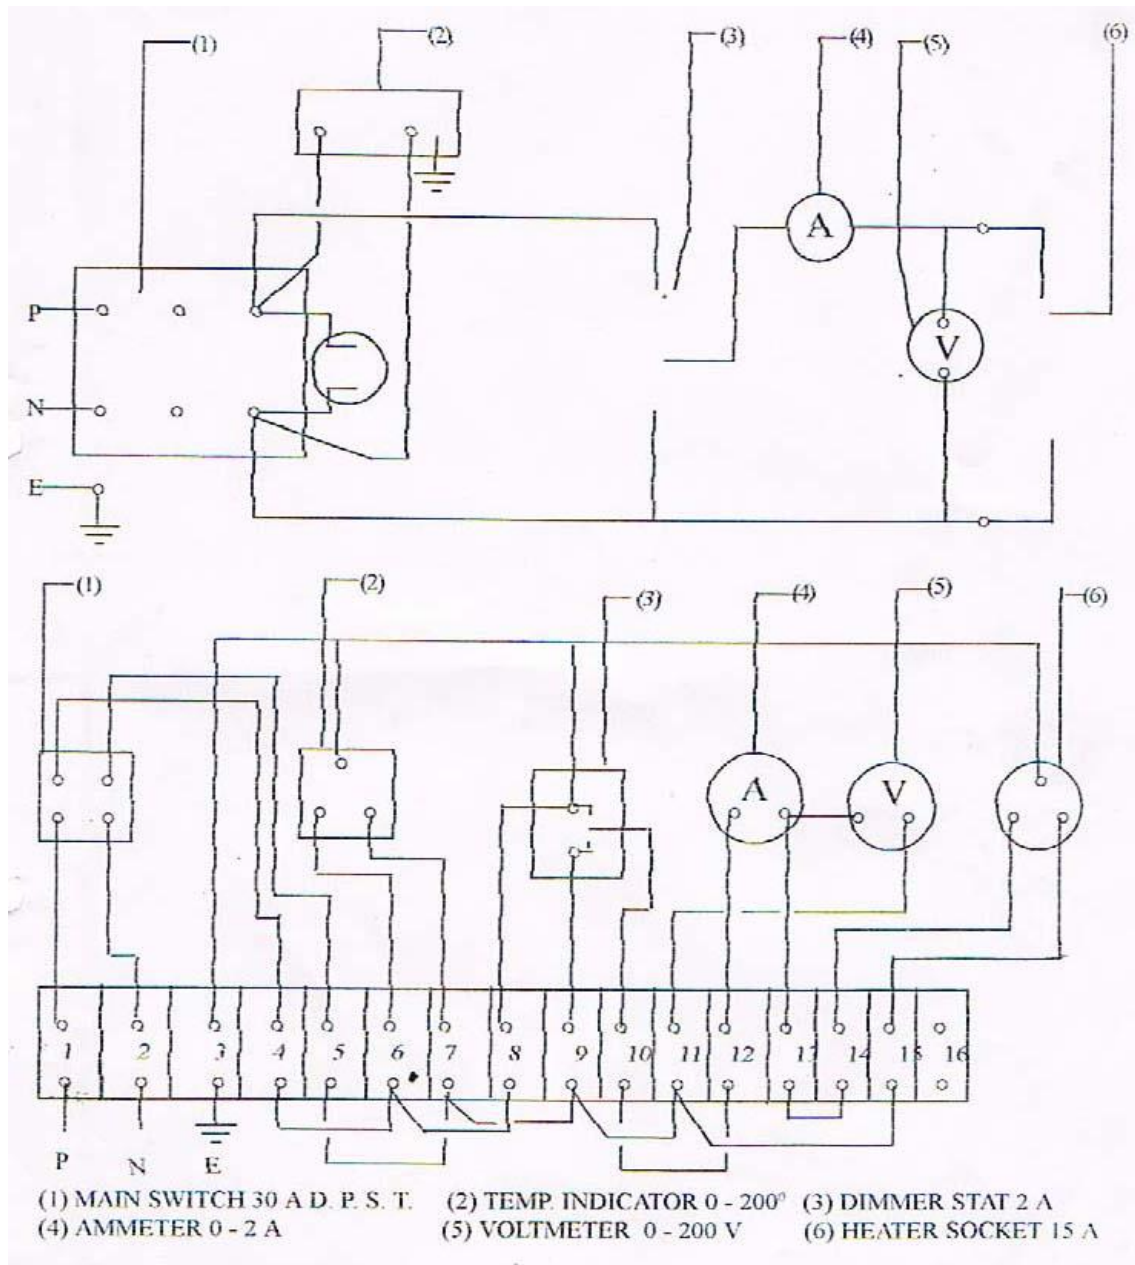 (1) (2) (3) (4) (5) (6)
A
P
V
N
E
(1) (2) (3) (4) (5) (6)
A V
1 2 3 4 5 6 7 8 9 10 11 12 13 14 15 16
P N E
(1) MAIN SWITCH 30 A D. P. S. T. (2) TEMP. INDICATOR 0 - 200° (3) DIMMER STAT 2 A
(4) AMMETER 0 - 2 A (5) VOLTMETER 0 - 200 V (6) HEATER SOCKET 15 A